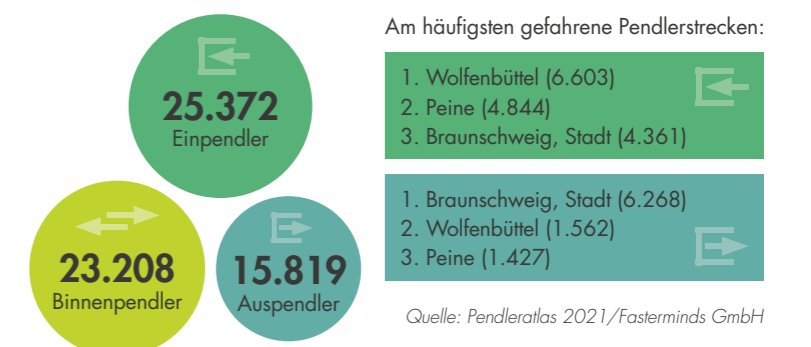 25.372
Einpendler
23.208
Binnenpendler
15.819
Auspendler
Am häufigsten gefahrene Pendlerstrecken:
1. Wolfenbüttel (6.603)
2. Peine (4.844)
3. Braunschweig, Stadt (4.361)
1. Braunschweig, Stadt (6.268)
2. Wolfenbüttel (1.562)
3. Peine (1.427)
Quelle: Pendleratlas 2021/Fasterminds GmbH